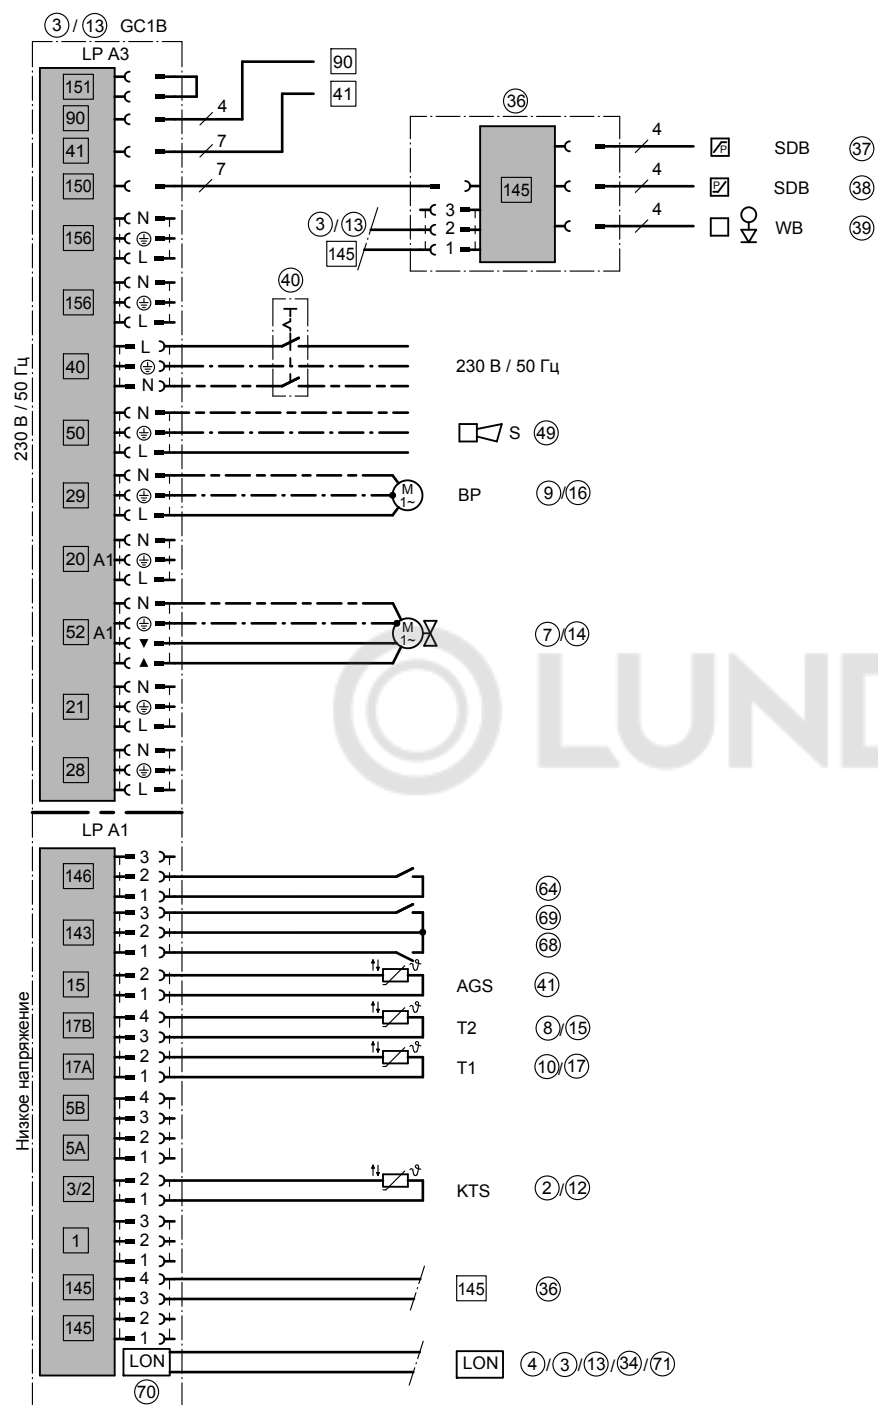 3 / 13 GC1B
LP A3
151
90
41
4
90
7
41
36
150
7
145
4
P
SDB
37
4
P
SDB
38
4
WB
39
3
2
1
3 / 13
145
N
156
L
N
156
L
40
L
40
N
230 В / 50 Гц
230 В / 50 Гц
N
50
L
S
49
N
29
L
M
1~
BP
9/16
N
20 A1
L
N
52 A1
M
1~
7/14
N
21
L
LUND
N
28
L
LP A1
Низкое напряжение
146
3
2
1
64
143
3
2
1
69
68
15
2
1
ϑ
AGS
41
17B
4
3
ϑ
T2
8/15
17A
2
1
ϑ
T1
10/17
5B
4
3
5A
2
1
3/2
2
1
ϑ
KTS
2/12
1
3
2
1
145
4
3
145
36
145
2
1
LON
LON
4/3/13/34/71
70